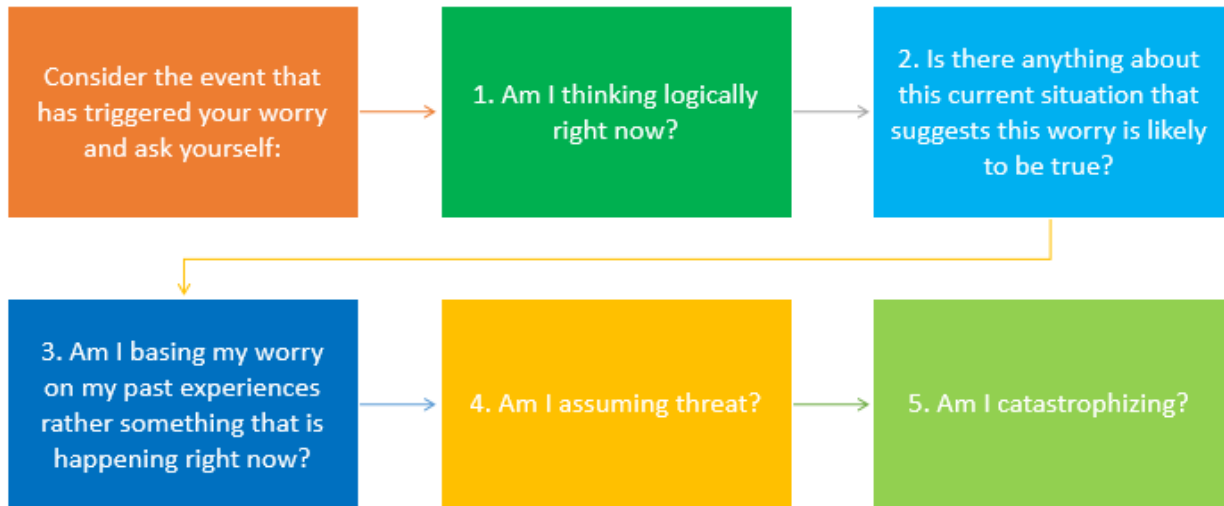 Consider the event that
has triggered your worry
and ask yourself:
1. Am I thinking logically
right now?
2. Is there anything about
this current situation that
suggests this worry is likely
to be true?
3. Am I basing my worry
on my past experiences
rather something that is
happening right now?
4. Am I assuming threat?
5. Am I catastrophizing?